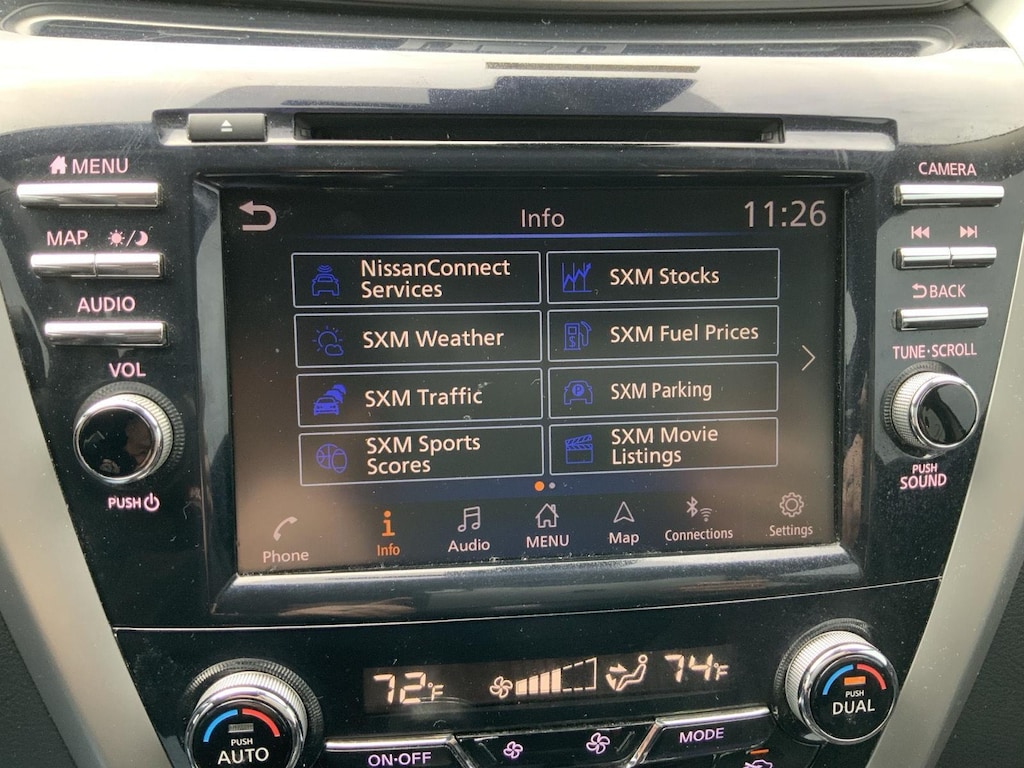 MENU
CAMERA
MAP
AUDIO
BACK
VOL
TUNE·SCROLL
PUSH
PUSH
SOUND
Info
11:26
NissanConnect
Services
SXM Stocks
SXM Weather
SXM Fuel Prices
SXM Traffic
SXM Parking
SXM Sports
Scores
SXM Movie
Listings
Phone
Info
Audio
MENU
Map
Connections
Settings
72°F
74°F
PUSH
AUTO
PUSH
DUAL
ON·OFF
MODE